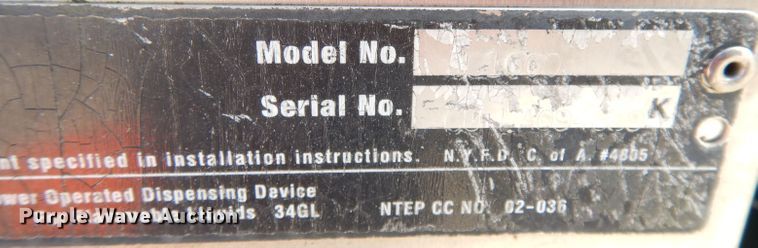 Model No.
Serial No. K
nt specified in installation instructions. N.Y.F.D. C. of A. #4805
wer Operated Dispensing Device
34GL NTEP CC NO. 02-036
Purple Wave Auction